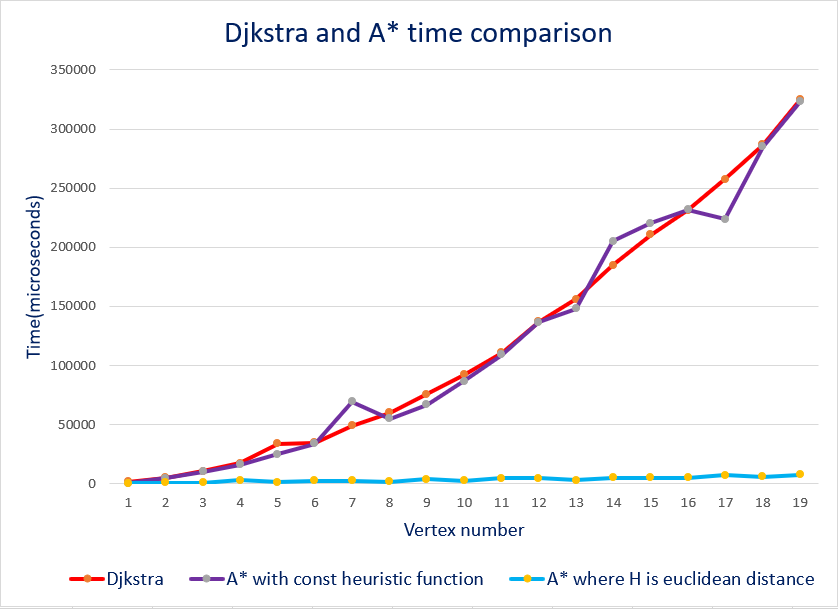 Djkstra and A* time comparison
350000
300000
250000
200000
150000
100000
50000
0
Time(microseconds)
1 2 3 4 5 6 7 8 9 10 11 12 13 14 15 16 17 18 19
Vertex number
Djkstra A* with const heuristic function A* where H is euclidean distance